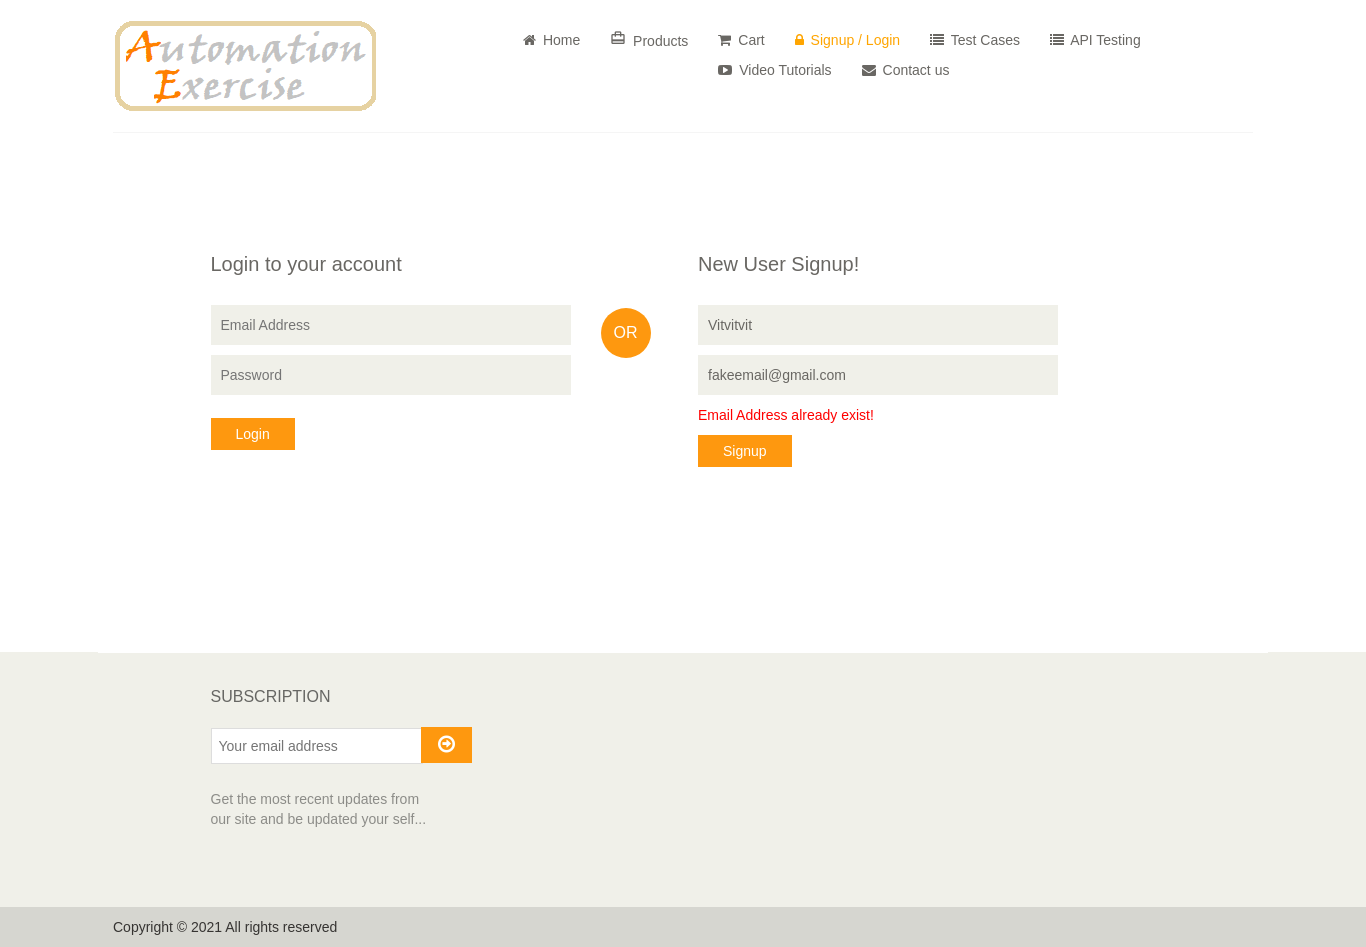 Automation
Exercise
Home
Products
Cart
Signup / Login
Test Cases
API Testing
Video Tutorials
Contact us
Login to your account
Email Address
Password
Login
OR
New User Signup!
Vitvitvit
fakeemail@gmail.com
Email Address already exist!
Signup
SUBSCRIPTION
Your email address
Get the most recent updates from
our site and be updated your self...
Copyright © 2021 All rights reserved